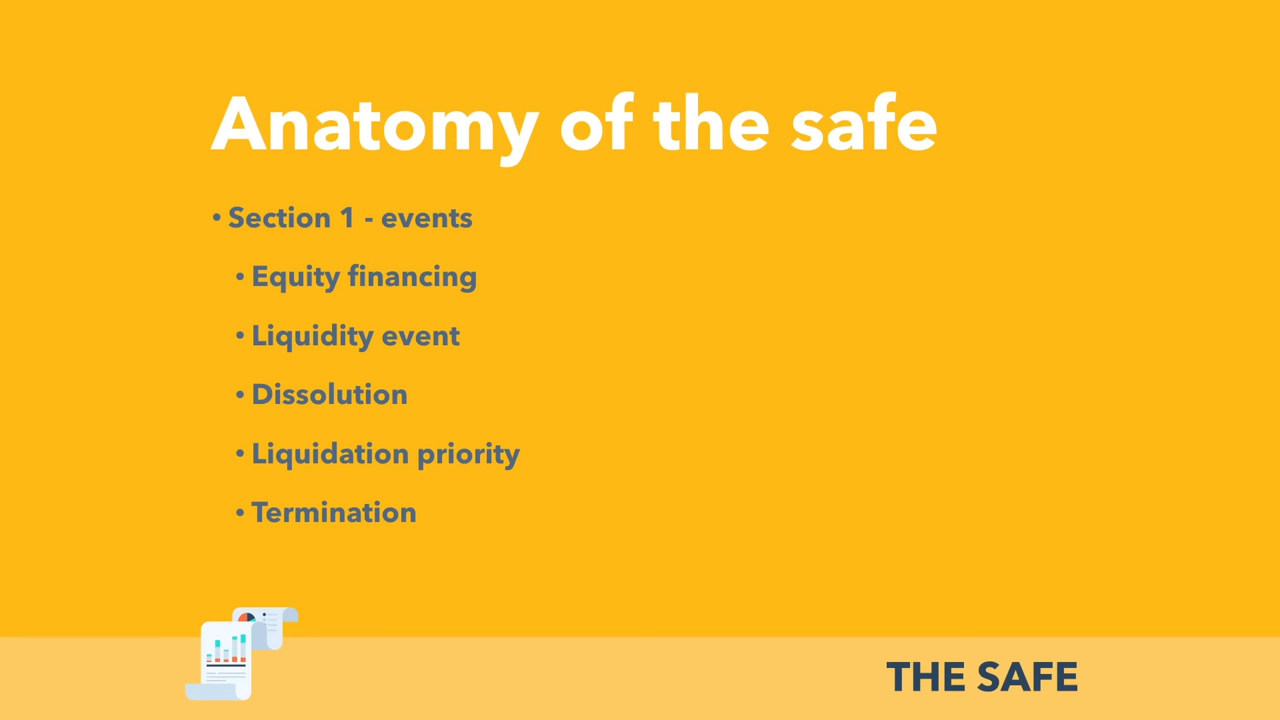 Anatomy of the safe
• Section 1 - events
• Equity financing
• Liquidity event
• Dissolution
• Liquidation priority
• Termination
THE SAFE